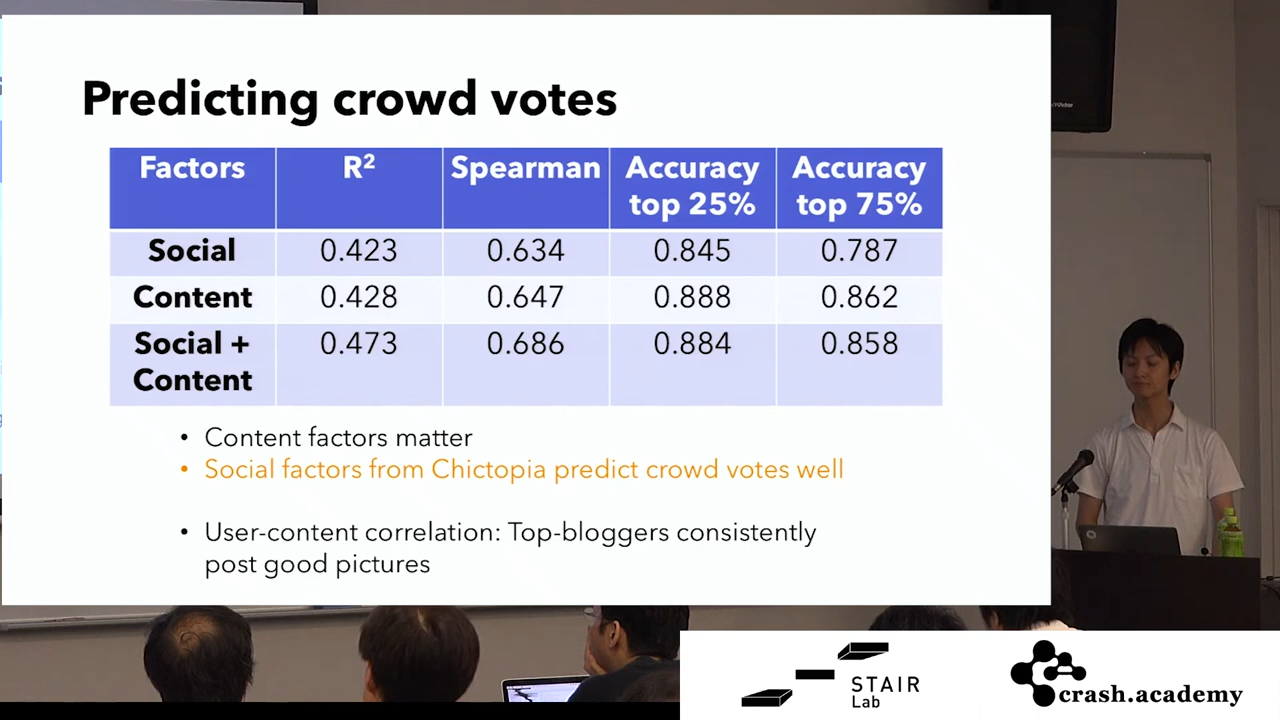 Predicting crowd votes
Factors R² Spearman Accuracy top 25% Accuracy top 75%
Social 0.423 0.634 0.845 0.787
Content 0.428 0.647 0.888 0.862
Social + Content 0.473 0.686 0.884 0.858
• Content factors matter
• Social factors from Chictopia predict crowd votes well
• User-content correlation: Top-bloggers consistently
post good pictures
STAIR
Lab
crash.academy